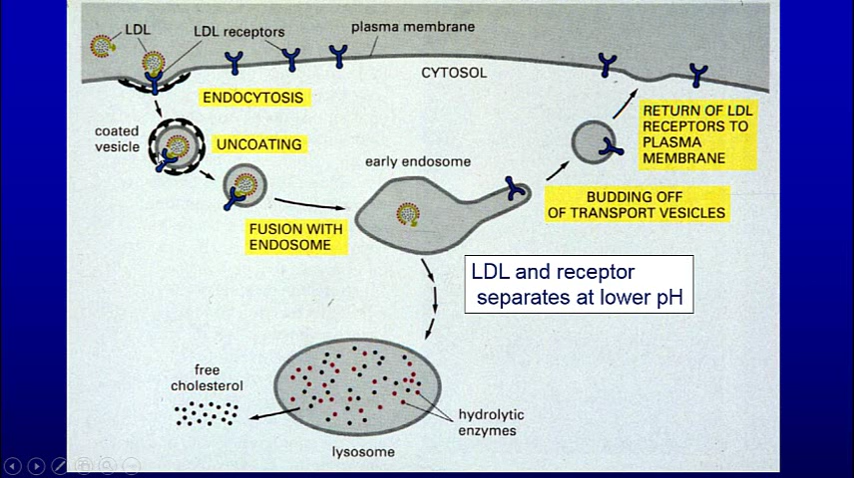 LDL
LDL receptors
plasma membrane
CYTOSOL
ENDOCYTOSIS
coated
vesicle
UNCOATING
RETURN OF LDL
RECEPTORS TO
PLASMA
MEMBRANE
early endosome
BUDDING OFF
OF TRANSPORT VESICLES
FUSION WITH
ENDOSOME
LDL and receptor
separates at lower pH
free
cholesterol
hydrolytic
enzymes
lysosome